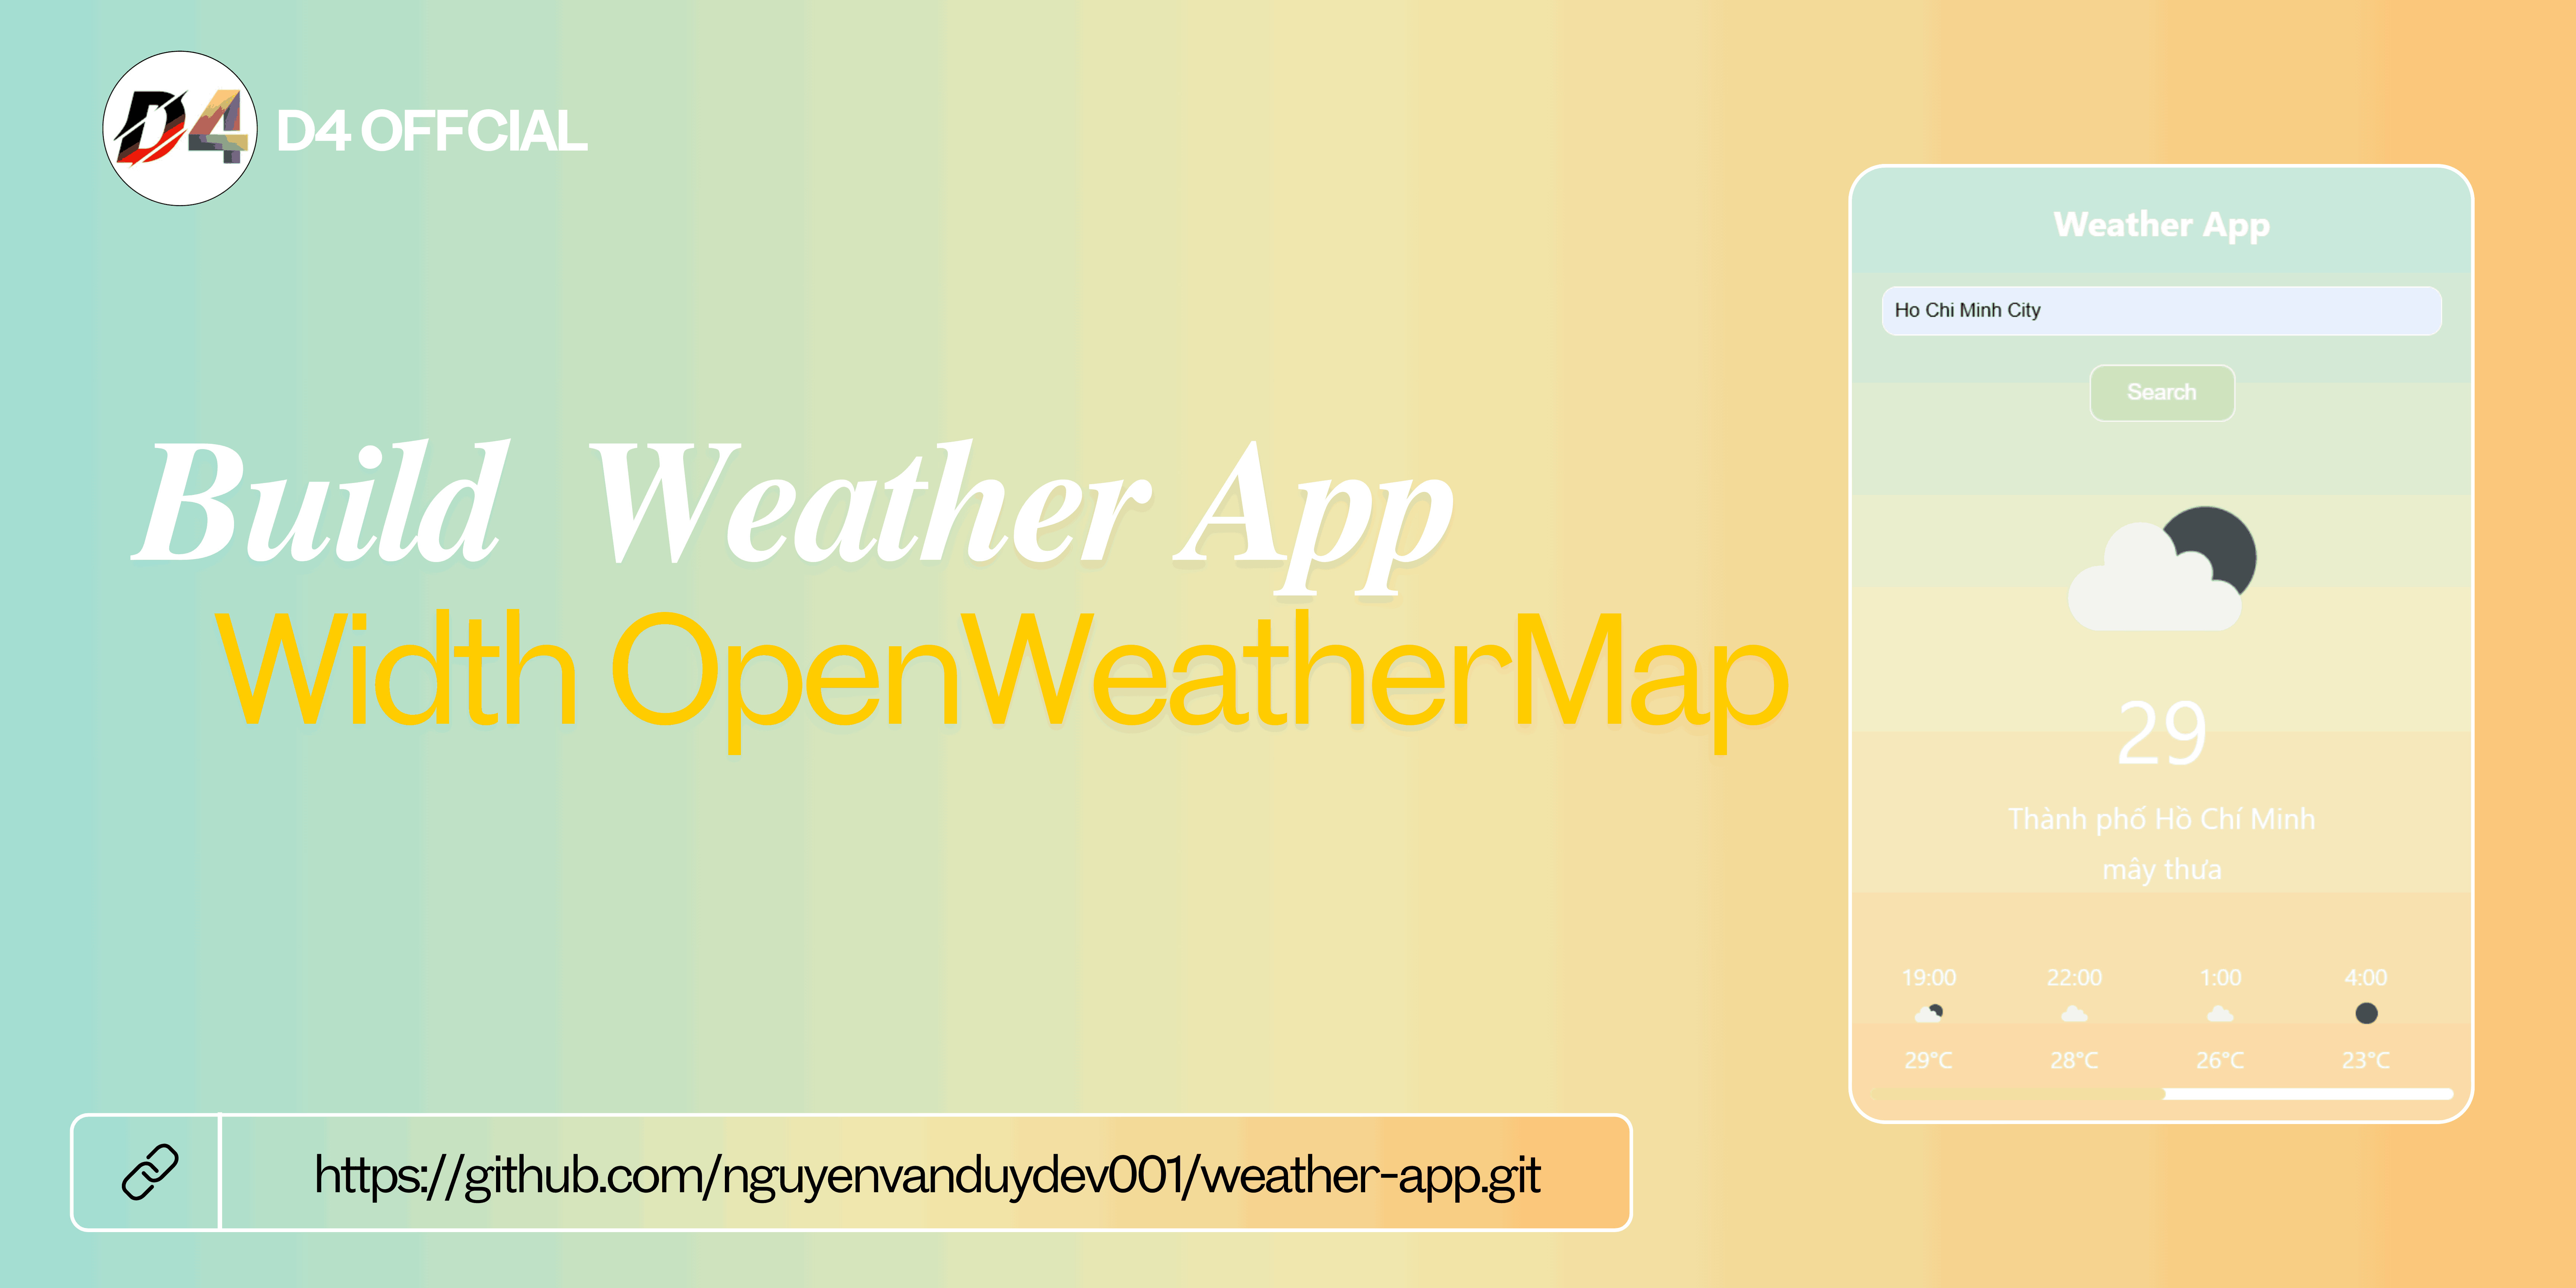 D4
D4 OFFCIAL
Build Weather App
Width OpenWeatherMap
https://github.com/nguyenvanduydev001/weather-app.git
Weather App
Ho Chi Minh City
Search
29
Thành phố Hồ Chí Minh
mây thưa
19:00 22:00 1:00 4:00
29°C 28°C 26°C 23°C